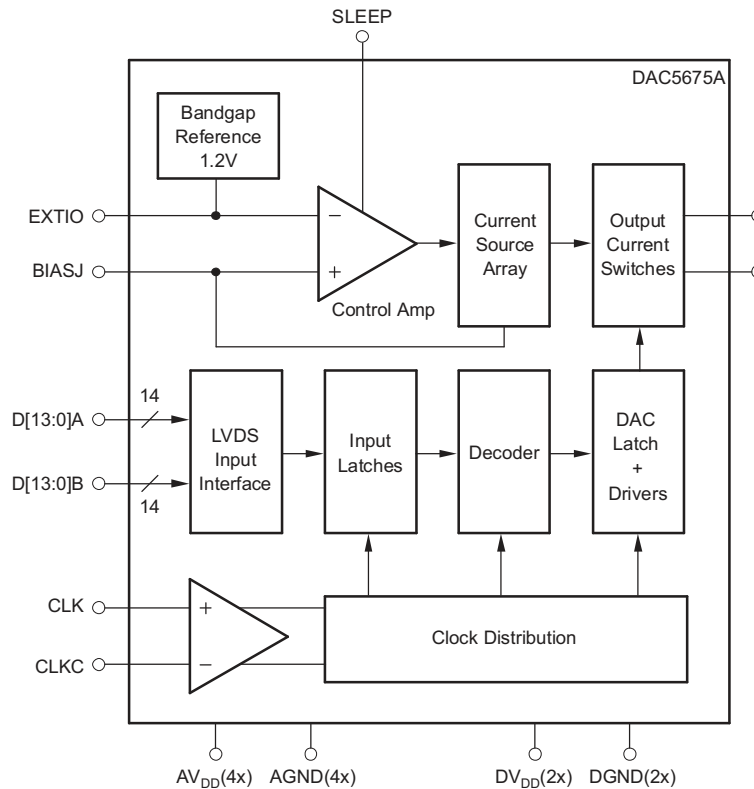 SLEEP
DAC5675A
Bandgap
Reference
1.2V
EXTIO
BIASJ
−
+
Control Amp
Current
Source
Array
Output
Current
Switches
D[13:0]A
14
D[13:0]B
14
LVDS
Input
Interface
Input
Latches
Decoder
DAC
Latch
+
Drivers
CLK
CLKC
+
−
Clock Distribution
AVDD(4x)
AGND(4x)
DVDD(2x)
DGND(2x)